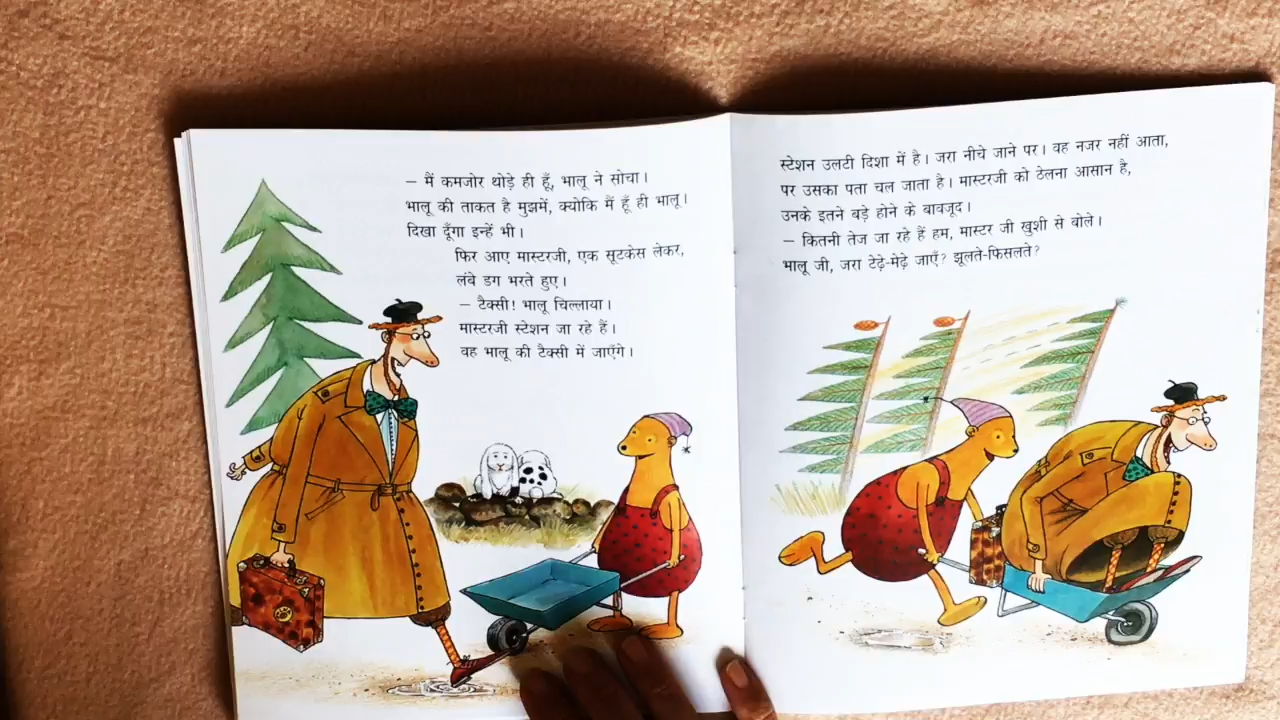 – मैं कमजोर थोड़े ही हूँ, भालू ने सोचा।
भालू की ताकत है मुझमें, क्योकि मैं हूँ ही भालू।
दिखा दूँगा इन्हें भी।
फिर आए मास्टरजी, एक सूटकेस लेकर,
लंबे डग भरते हुए।
– टैक्सी! भालू चिल्लाया।
मास्टरजी स्टेशन जा रहे हैं।
वह भालू की टैक्सी में जाएँगे।
स्टेशन उलटी दिशा में है। जरा नीचे जाने पर। वह नजर नहीं आता,
पर उसका पता चल जाता है। मास्टरजी को ठेलना आसान है,
उनके इतने बड़े होने के बावजूद।
– कितनी तेज जा रहे हैं हम, मास्टर जी खुशी से बोले।
भालू जी, जरा टेढ़े-मेढ़े जाएँ? झूलते-फिसलते?